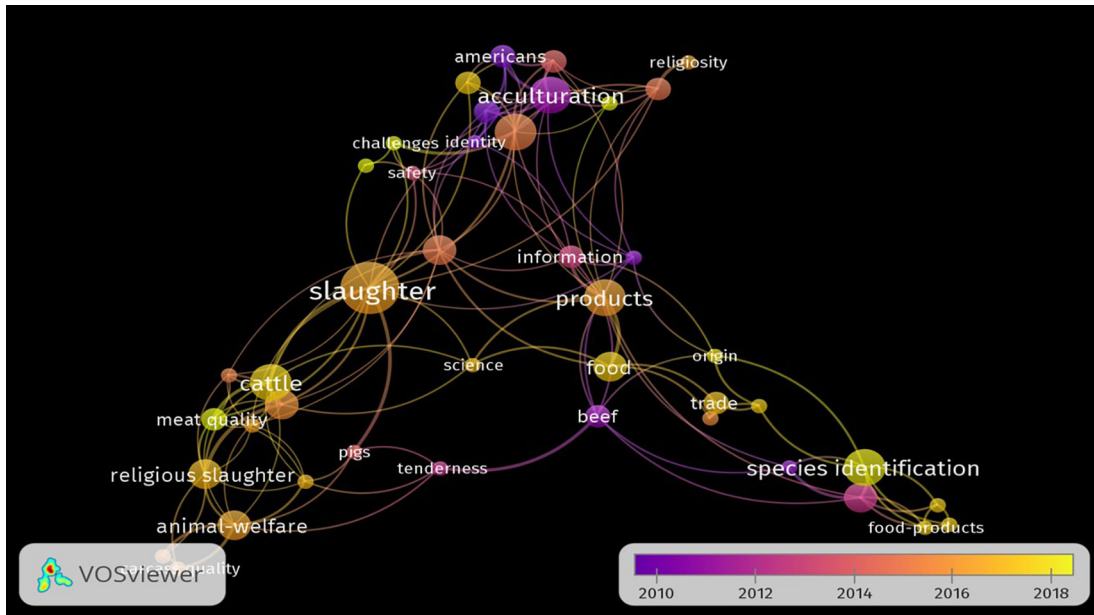 americans
religiosity
acculturation
challenges
identity
safety
information
slaughter
products
origin
science
food
cattle
trade
meat quality
beef
pigs
tenderness
species identification
religious slaughter
animal-welfare
food-products
quality
VOSviewer
2010 2012 2014 2016 2018